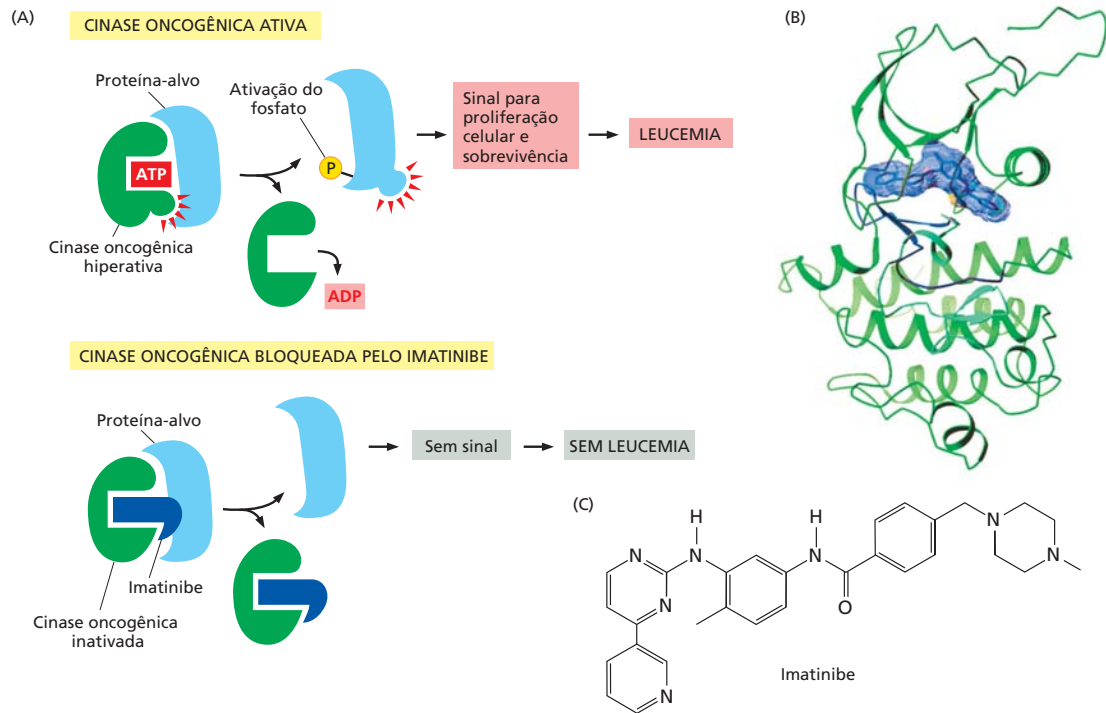 (A)
CINASE ONCOGÊNICA ATIVA
Proteína-alvo
ATP
Cinase oncogênica
hiperativa
Ativação do
fosfato
P
ADP
Sinal para
proliferação
celular e
sobrevivência
LEUCEMIA
CINASE ONCOGÊNICA BLOQUEADA PELO IMATINIBE
Proteína-alvo
Imatinibe
Cinase oncogênica
inativada
Sem sinal
SEM LEUCEMIA
(B)
(C)
H
H
N
N
N
N
N
N
N
O
Imatinibe